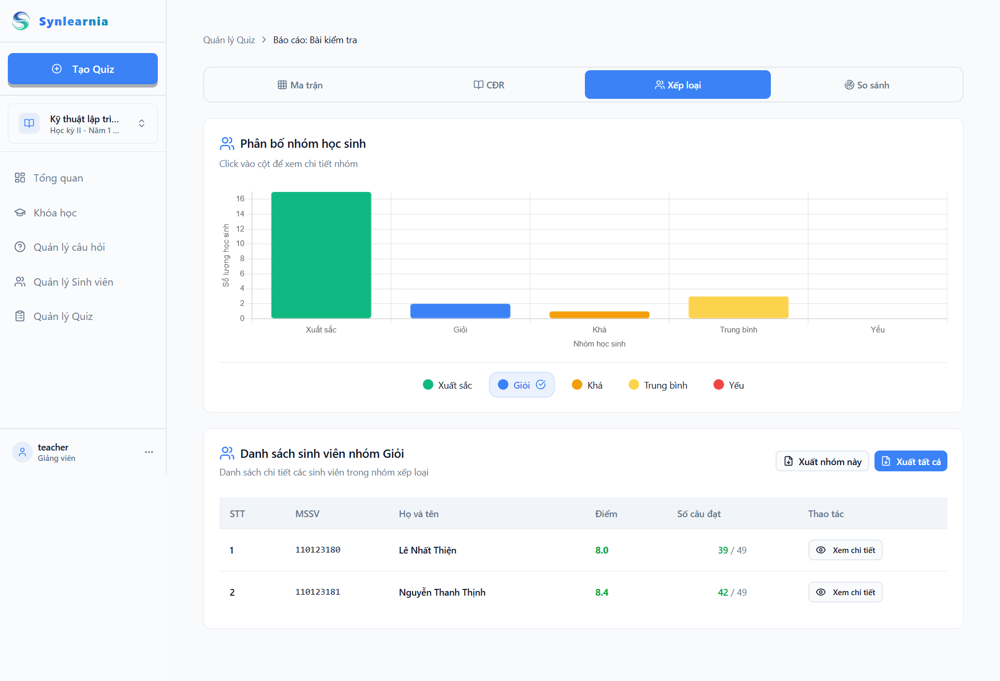 Synlearnia
Tạo Quiz
Kỹ thuật lập trì...
Học kỳ II - Năm 1 ...
Tổng quan
Khóa học
Quản lý câu hỏi
Quản lý Sinh viên
Quản lý Quiz
teacher
Giảng viên
Quản lý Quiz > Báo cáo: Bài kiểm tra
Ma trận
CĐR
Xếp loại
So sánh
Phân bố nhóm học sinh
Click vào cột để xem chi tiết nhóm
Số lượng học sinh
16
14
12
10
8
6
4
2
0
Xuất sắc Giỏi Khá Trung bình Yếu
Nhóm học sinh
Xuất sắc Giỏi Khá Trung bình Yếu
Danh sách sinh viên nhóm Giỏi
Danh sách chi tiết các sinh viên trong nhóm xếp loại
Xuất nhóm này
Xuất tất cả
STT MSSV Họ và tên Điểm Số câu đạt Thao tác
1 110123180 Lê Nhất Thiện 8.0 39 / 49 Xem chi tiết
2 110123181 Nguyễn Thanh Thịnh 8.4 42 / 49 Xem chi tiết